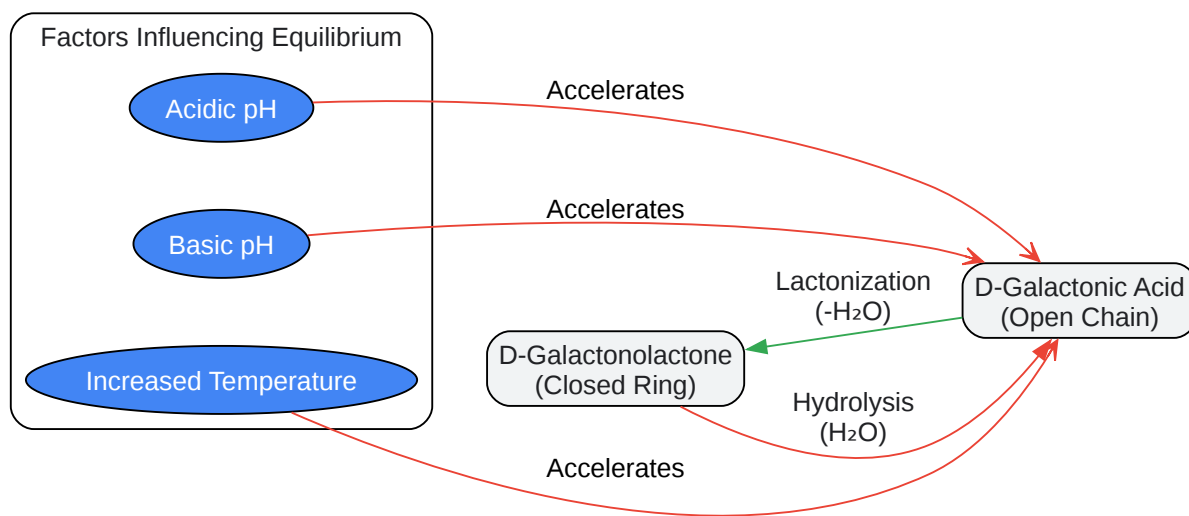 Factors Influencing Equilibrium
Acidic pH
Accelerates
Basic pH
Accelerates
Lactonization
(-H₂O)
D-Galactonic Acid
(Open Chain)
D-Galactonolactone
(Closed Ring)
Increased Temperature
Hydrolysis
(H₂O)
Accelerates